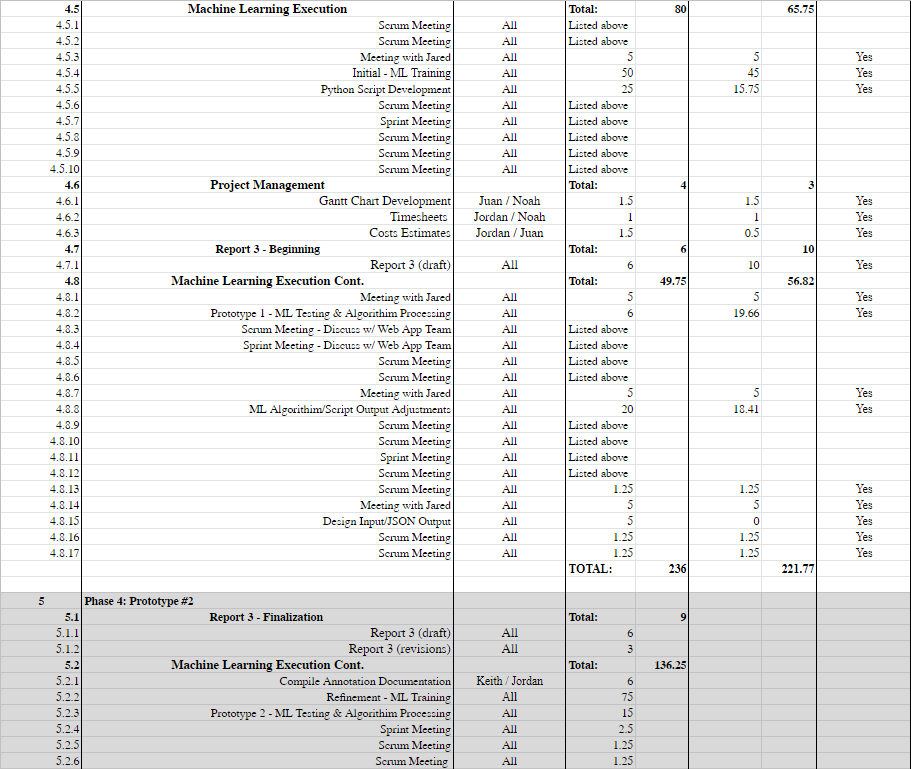 4.5 Machine Learning Execution Total: 80 65.75
4.5.1 Scrum Meeting All Listed above
4.5.2 Scrum Meeting All Listed above
4.5.3 Meeting with Jared All 5 5 Yes
4.5.4 Initial - ML Training All 50 45 Yes
4.5.5 Python Script Development All 25 15.75 Yes
4.5.6 Scrum Meeting All Listed above
4.5.7 Sprint Meeting All Listed above
4.5.8 Scrum Meeting All Listed above
4.5.9 Scrum Meeting All Listed above
4.5.10 Scrum Meeting All Listed above
4.6 Project Management Total: 4 3
4.6.1 Gantt Chart Development Juan / Noah 1.5 1.5 Yes
4.6.2 Timesheets Jordan / Noah 1 1 Yes
4.6.3 Costs Estimates Jordan / Juan 1.5 0.5 Yes
4.7 Report 3 - Beginning Total: 6 10
4.7.1 Report 3 (draft) All 6 10 Yes
4.8 Machine Learning Execution Cont. Total: 49.75 56.82
4.8.1 Meeting with Jared All 5 5 Yes
4.8.2 Prototype 1 - ML Testing & Algorithim Processing All 6 19.66 Yes
4.8.3 Scrum Meeting - Discuss w/ Web App Team All Listed above
4.8.4 Sprint Meeting - Discuss w/ Web App Team All Listed above
4.8.5 Scrum Meeting All Listed above
4.8.6 Scrum Meeting All Listed above
4.8.7 Meeting with Jared All 5 5 Yes
4.8.8 ML Algorithim/Script Output Adjustments All 20 18.41 Yes
4.8.9 Scrum Meeting All Listed above
4.8.10 Scrum Meeting All Listed above
4.8.11 Sprint Meeting All Listed above
4.8.12 Scrum Meeting All Listed above
4.8.13 Scrum Meeting All 1.25 1.25 Yes
4.8.14 Meeting with Jared All 5 5 Yes
4.8.15 Design Input/JSON Output All 5 0 Yes
4.8.16 Scrum Meeting All 1.25 1.25 Yes
4.8.17 Scrum Meeting All 1.25 1.25 Yes
TOTAL: 236 221.77
5 Phase 4: Prototype #2
5.1 Report 3 - Finalization Total: 9
5.1.1 Report 3 (draft) All 6
5.1.2 Report 3 (revisions) All 3
5.2 Machine Learning Execution Cont. Total: 136.25
5.2.1 Compile Annotation Documentation Keith / Jordan 6
5.2.2 Refinement - ML Training All 75
5.2.3 Prototype 2 - ML Testing & Algorithim Processing All 15
5.2.4 Sprint Meeting All 2.5
5.2.5 Scrum Meeting All 1.25
5.2.6 Scrum Meeting All 1.25